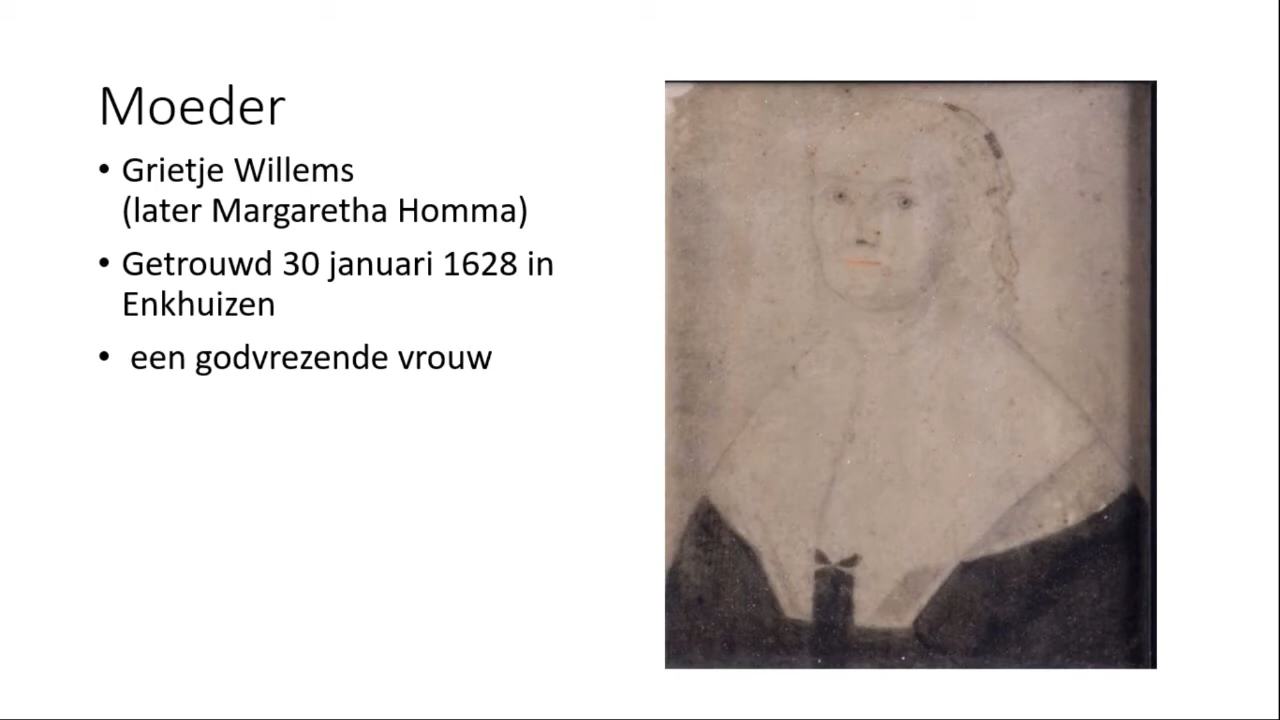 Moeder
• Grietje Willems
(later Margaretha Homma)
• Getrouwd 30 januari 1628 in
Enkhuizen
• een godvrezende vrouw